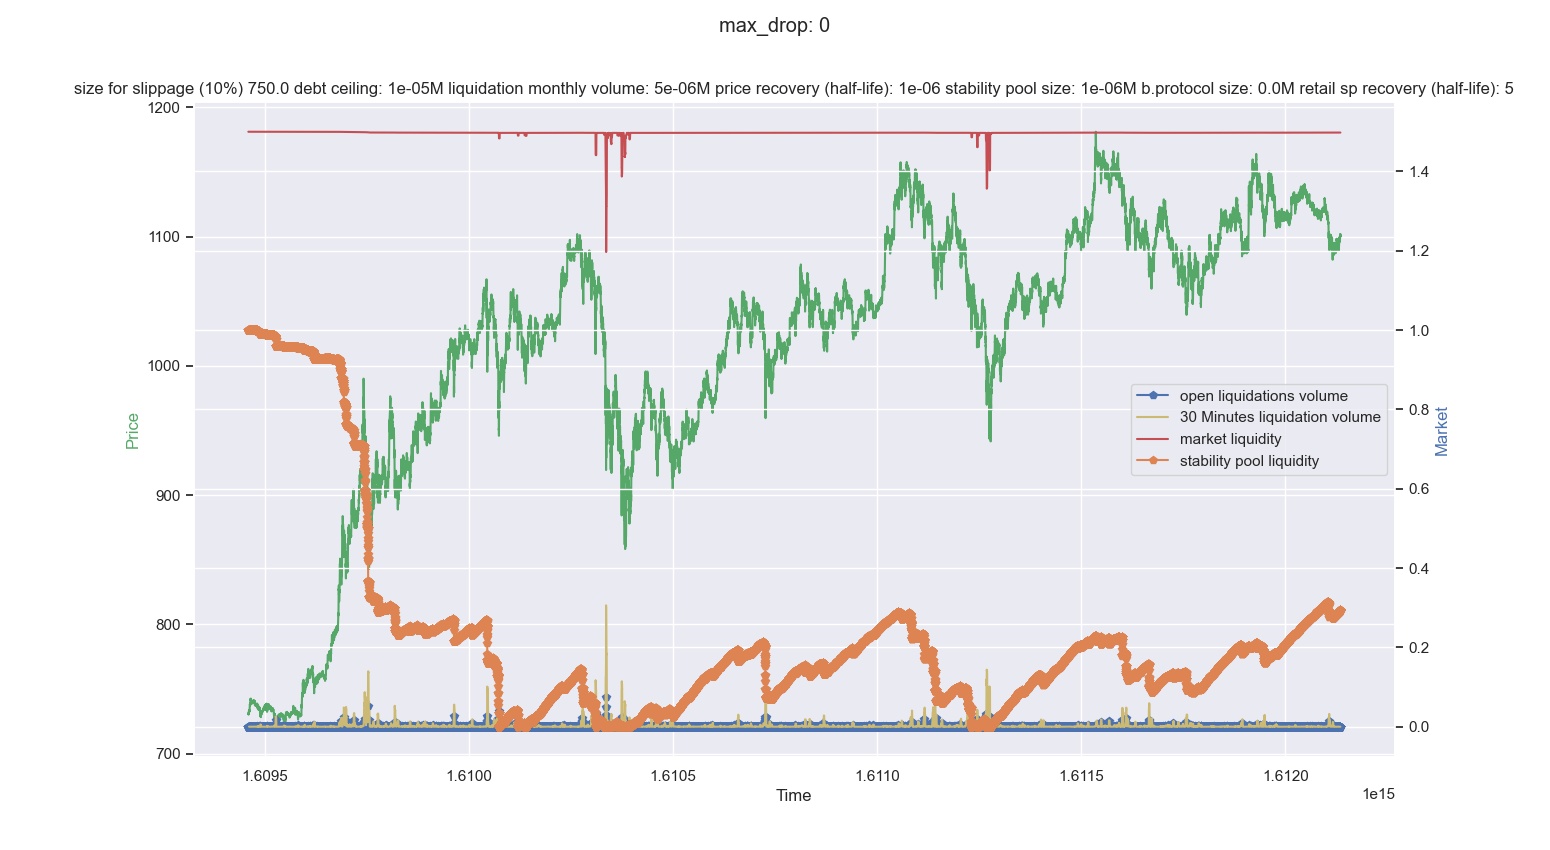 max_drop: 0
size for slippage (10%) 750.0 debt ceiling: 1e-05M liquidation monthly volume: 5e-06M price recovery (half-life): 1e-06 stability pool size: 1e-06M b.protocol size: 0.0M retail sp recovery (half-life): 5
1200
1100
1000
900
800
700
Price
1.4
1.2
1.0
0.8
0.6
0.4
0.2
0.0
Market
open liquidations volume
30 Minutes liquidation volume
market liquidity
stability pool liquidity
1.6095 1.6100 1.6105 1.6110 1.6115 1.6120
Time
1e15